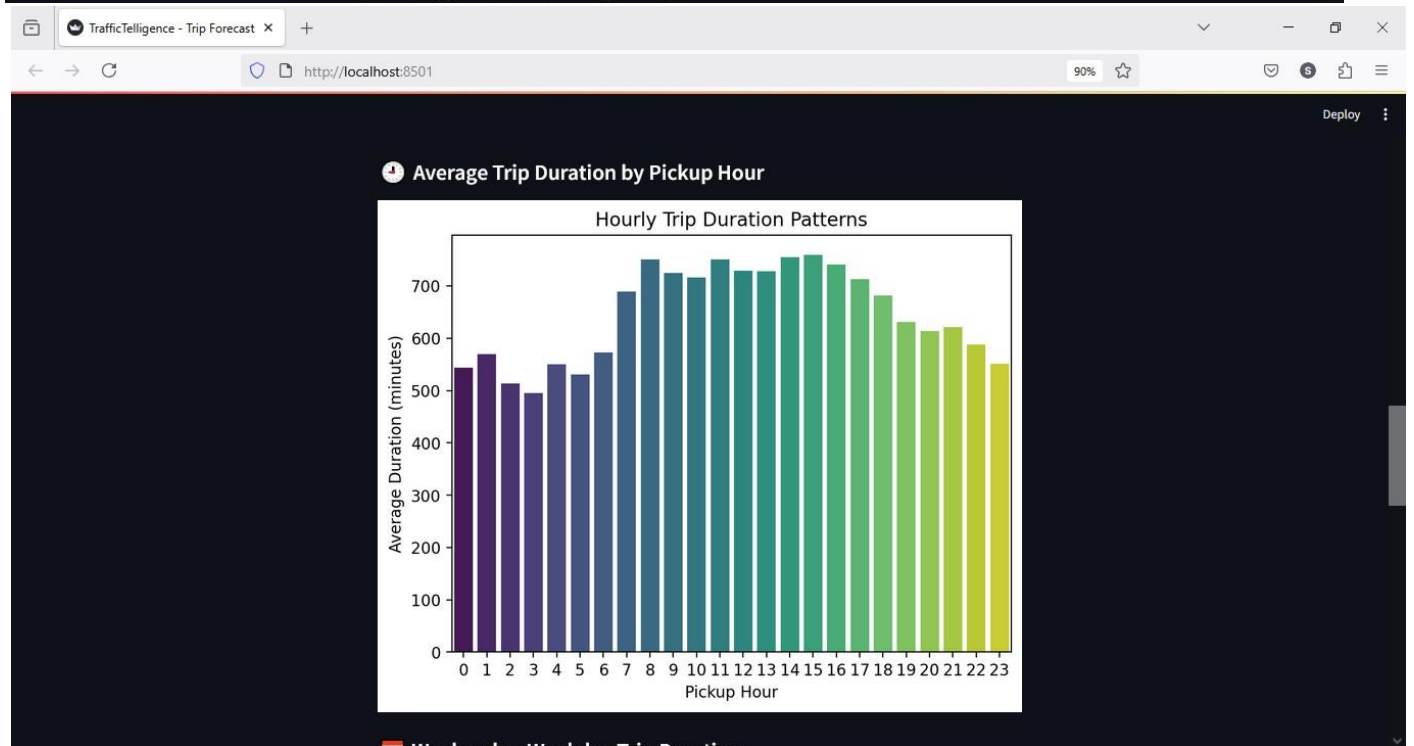 TrafficTelligence - Trip Forecast
http://localhost:8501
90%
S
Deploy
Average Trip Duration by Pickup Hour
Hourly Trip Duration Patterns
700
600
500
400
300
200
100
0
Average Duration (minutes)
0 1 2 3 4 5 6 7 8 9 10 11 12 13 14 15 16 17 18 19 20 21 22 23
Pickup Hour